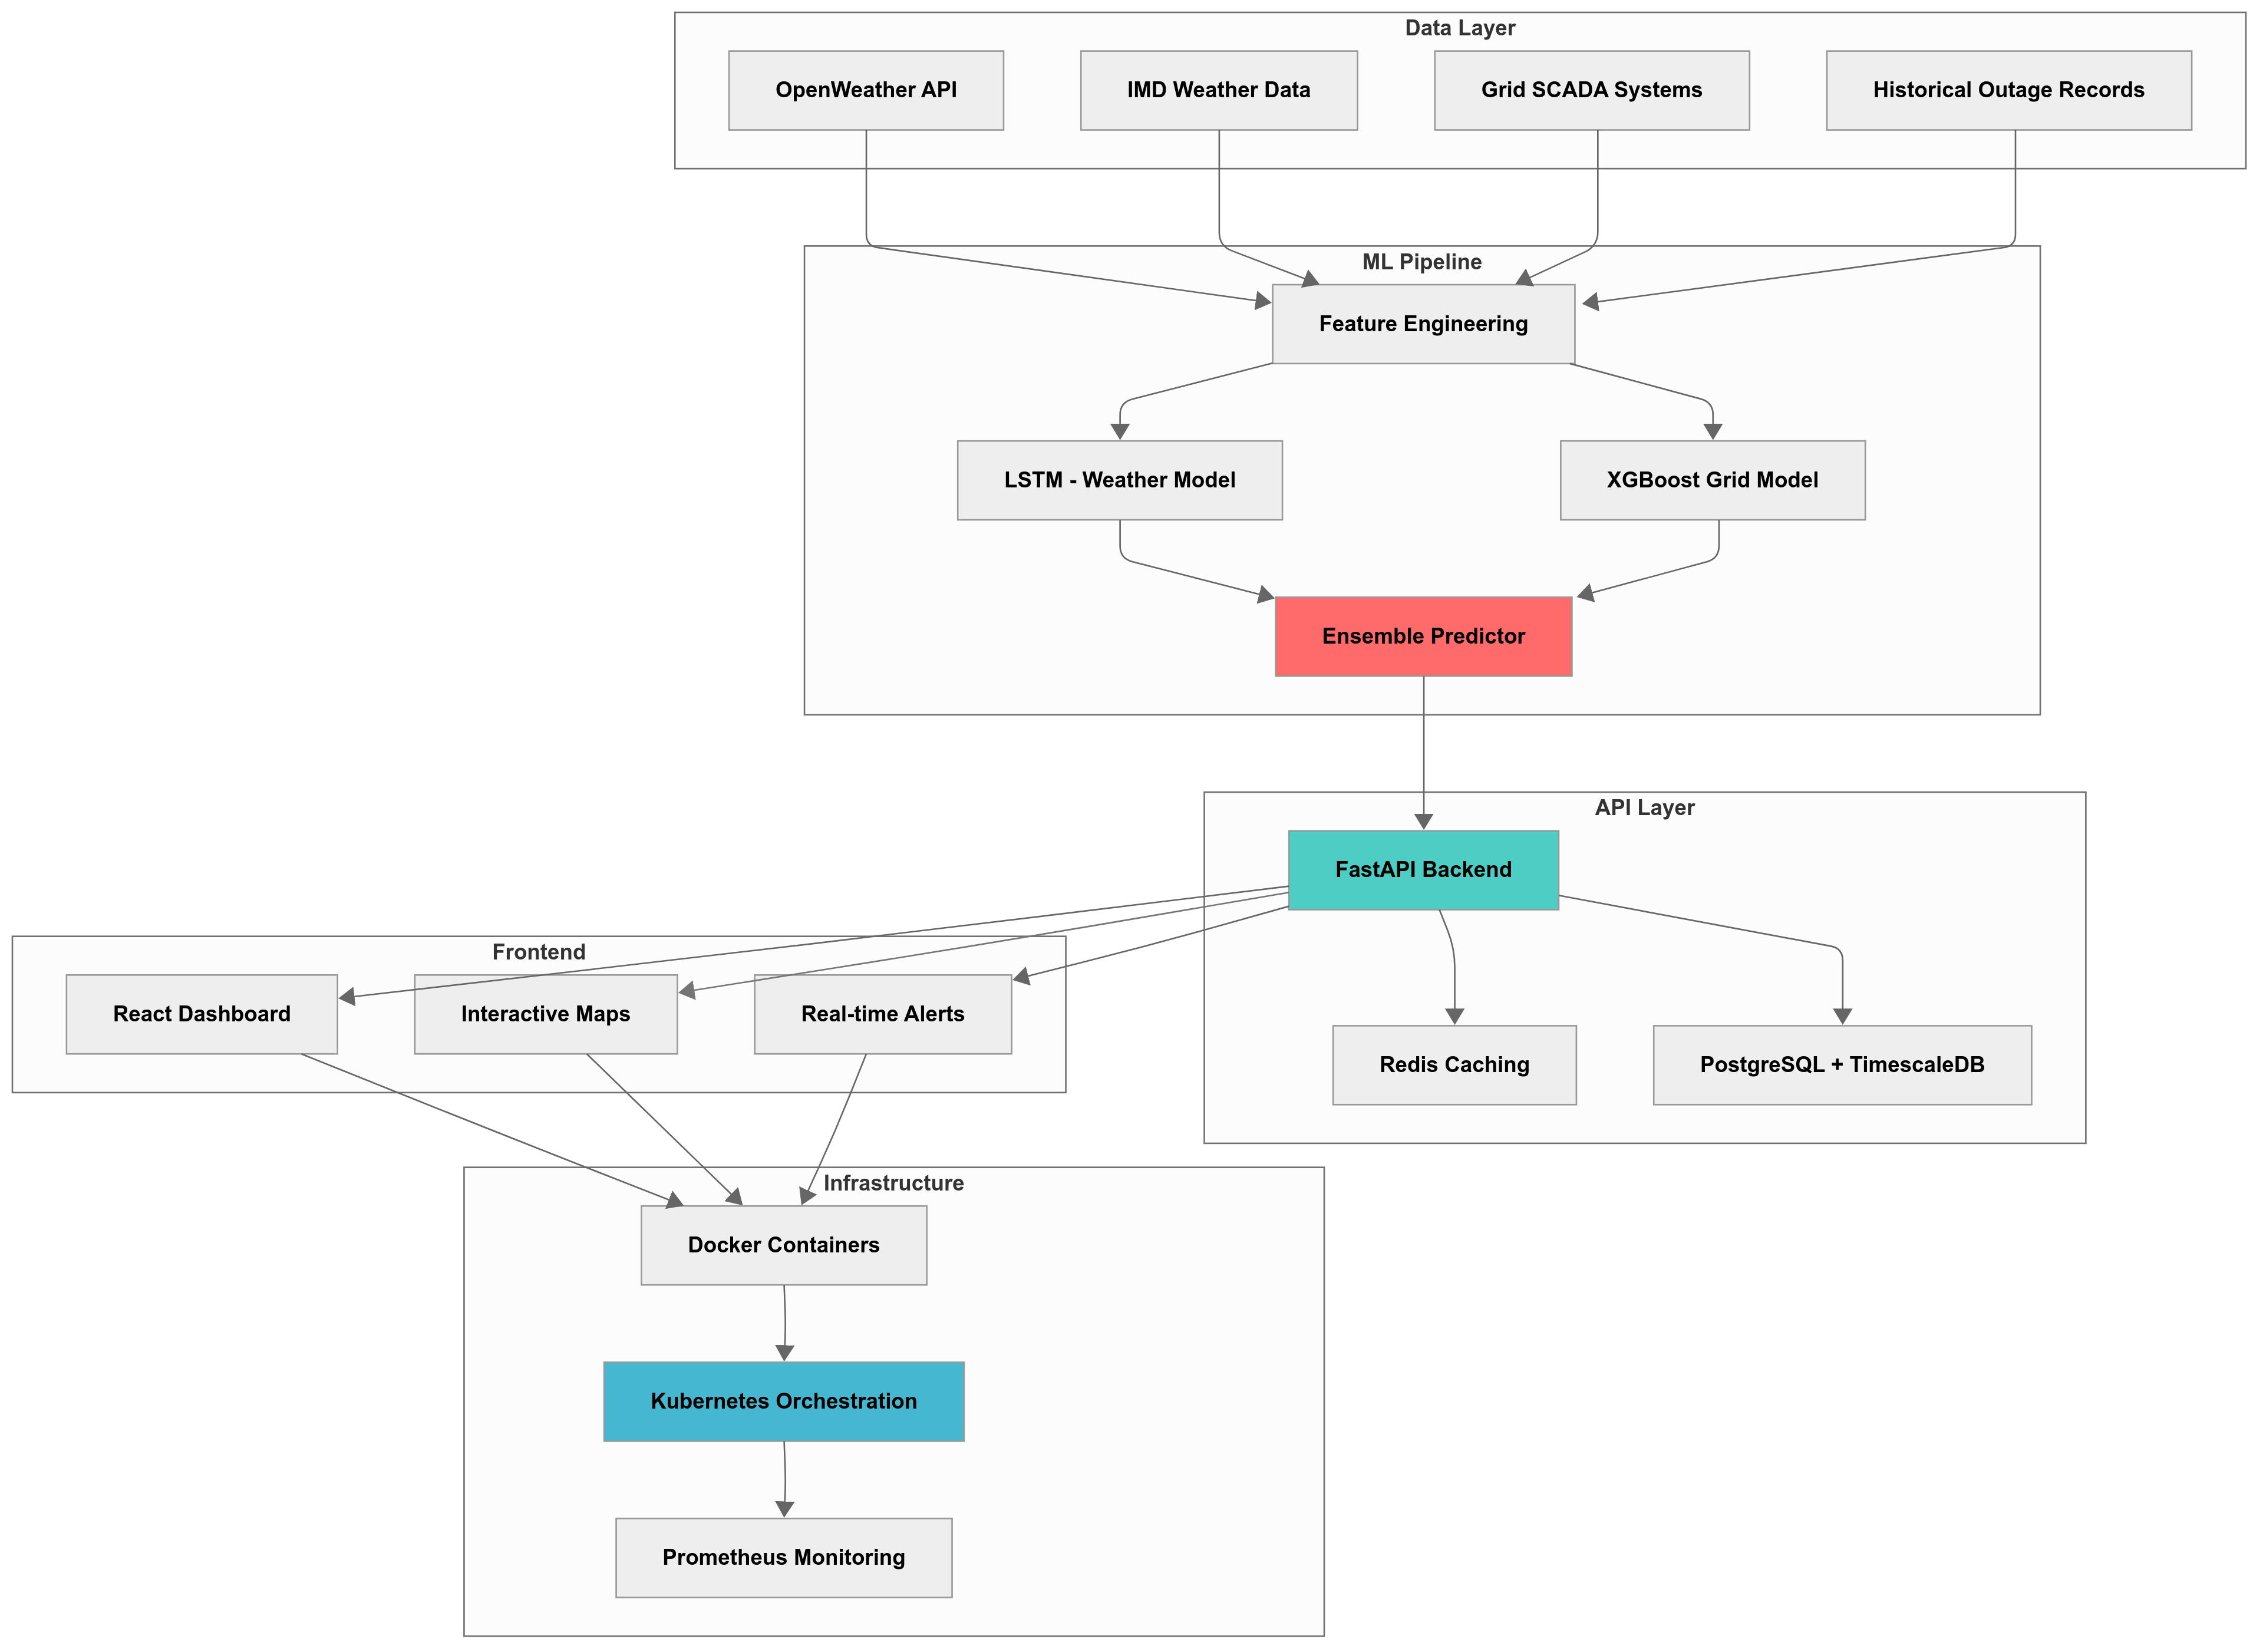 Data Layer
OpenWeather API
IMD Weather Data
Grid SCADA Systems
Historical Outage Records
ML Pipeline
Feature Engineering
LSTM - Weather Model
XGBoost Grid Model
Ensemble Predictor
API Layer
FastAPI Backend
Redis Caching
PostgreSQL + TimescaleDB
Frontend
React Dashboard
Interactive Maps
Real-time Alerts
Infrastructure
Docker Containers
Kubernetes Orchestration
Prometheus Monitoring